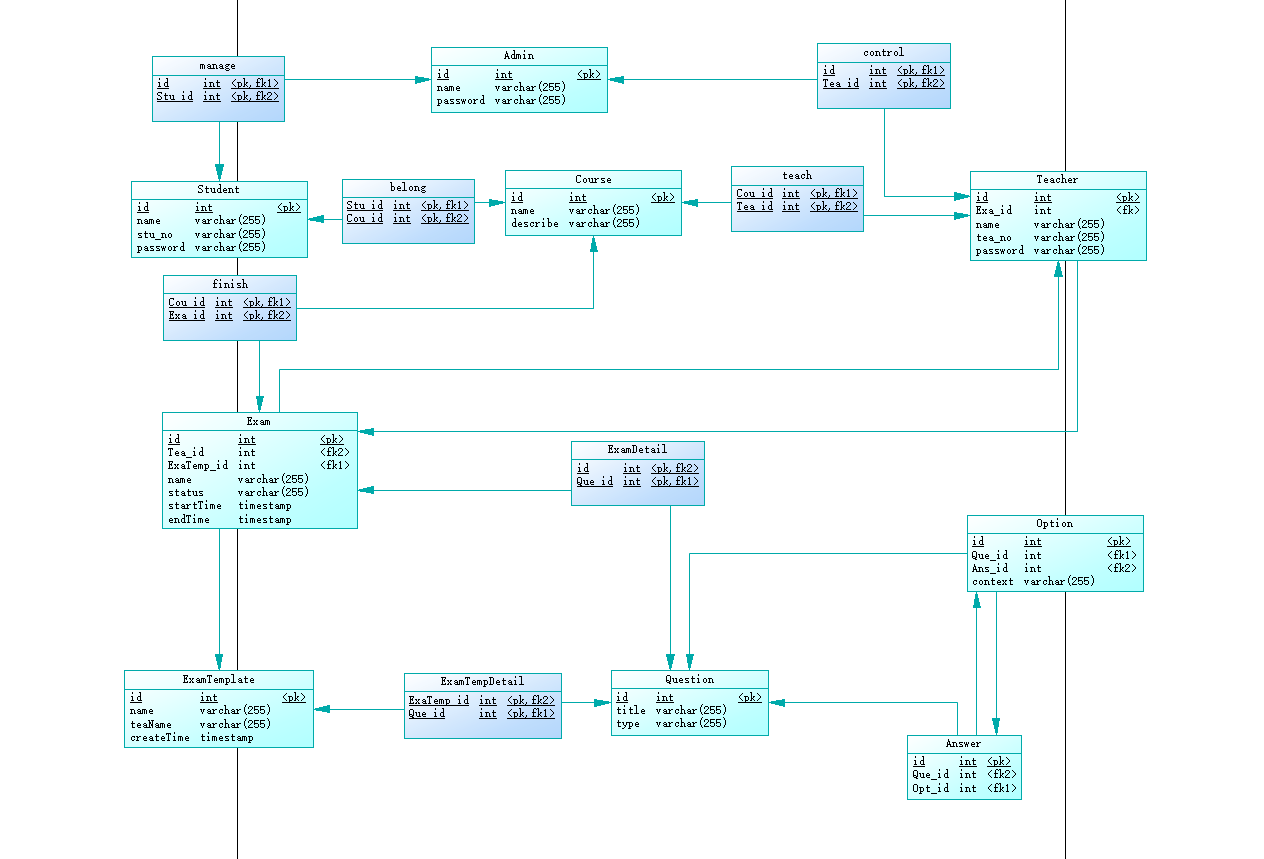 manage
id int <pk,fk1>
Stu_id int <pk,fk2>
Admin
id int <pk>
name varchar(255)
password varchar(255)
control
id int <pk,fk1>
Tea_id int <pk,fk2>
Student
id int <pk>
name varchar(255)
stu_no varchar(255)
password varchar(255)
belong
Stu_id int <pk,fk1>
Cou_id int <pk,fk2>
Course
id int <pk>
name varchar(255)
describe varchar(255)
teach
Cou_id int <pk,fk1>
Tea_id int <pk,fk2>
Teacher
id int <pk>
Exa_id int <fk>
name varchar(255)
tea_no varchar(255)
password varchar(255)
finish
Cou_id int <pk,fk1>
Exa_id int <pk,fk2>
Exam
id int <pk>
Tea_id int <fk2>
ExaTemp_id int <fk1>
name varchar(255)
status varchar(255)
startTime timestamp
endTime timestamp
ExamDetail
id int <pk,fk2>
Que_id int <pk,fk1>
Option
id int <pk>
Que_id int <fk1>
Ans_id int <fk2>
context varchar(255)
ExamTemplate
id int <pk>
name varchar(255)
teaName varchar(255)
createTime timestamp
ExamTempDetail
ExaTemp_id int <pk,fk2>
Que_id int <pk,fk1>
Question
id int <pk>
title varchar(255)
type varchar(255)
Answer
id int <pk>
Que_id int <fk2>
Opt_id int <fk1>